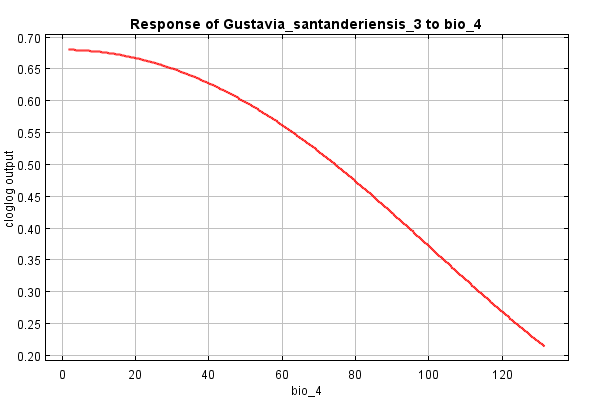 Response of Gustavia_santanderiensis_3 to bio_4
0.70
0.65
0.60
0.55
0.50
0.45
0.40
0.35
0.30
0.25
0.20
cloglog output
0 20 40 60 80 100 120
bio_4